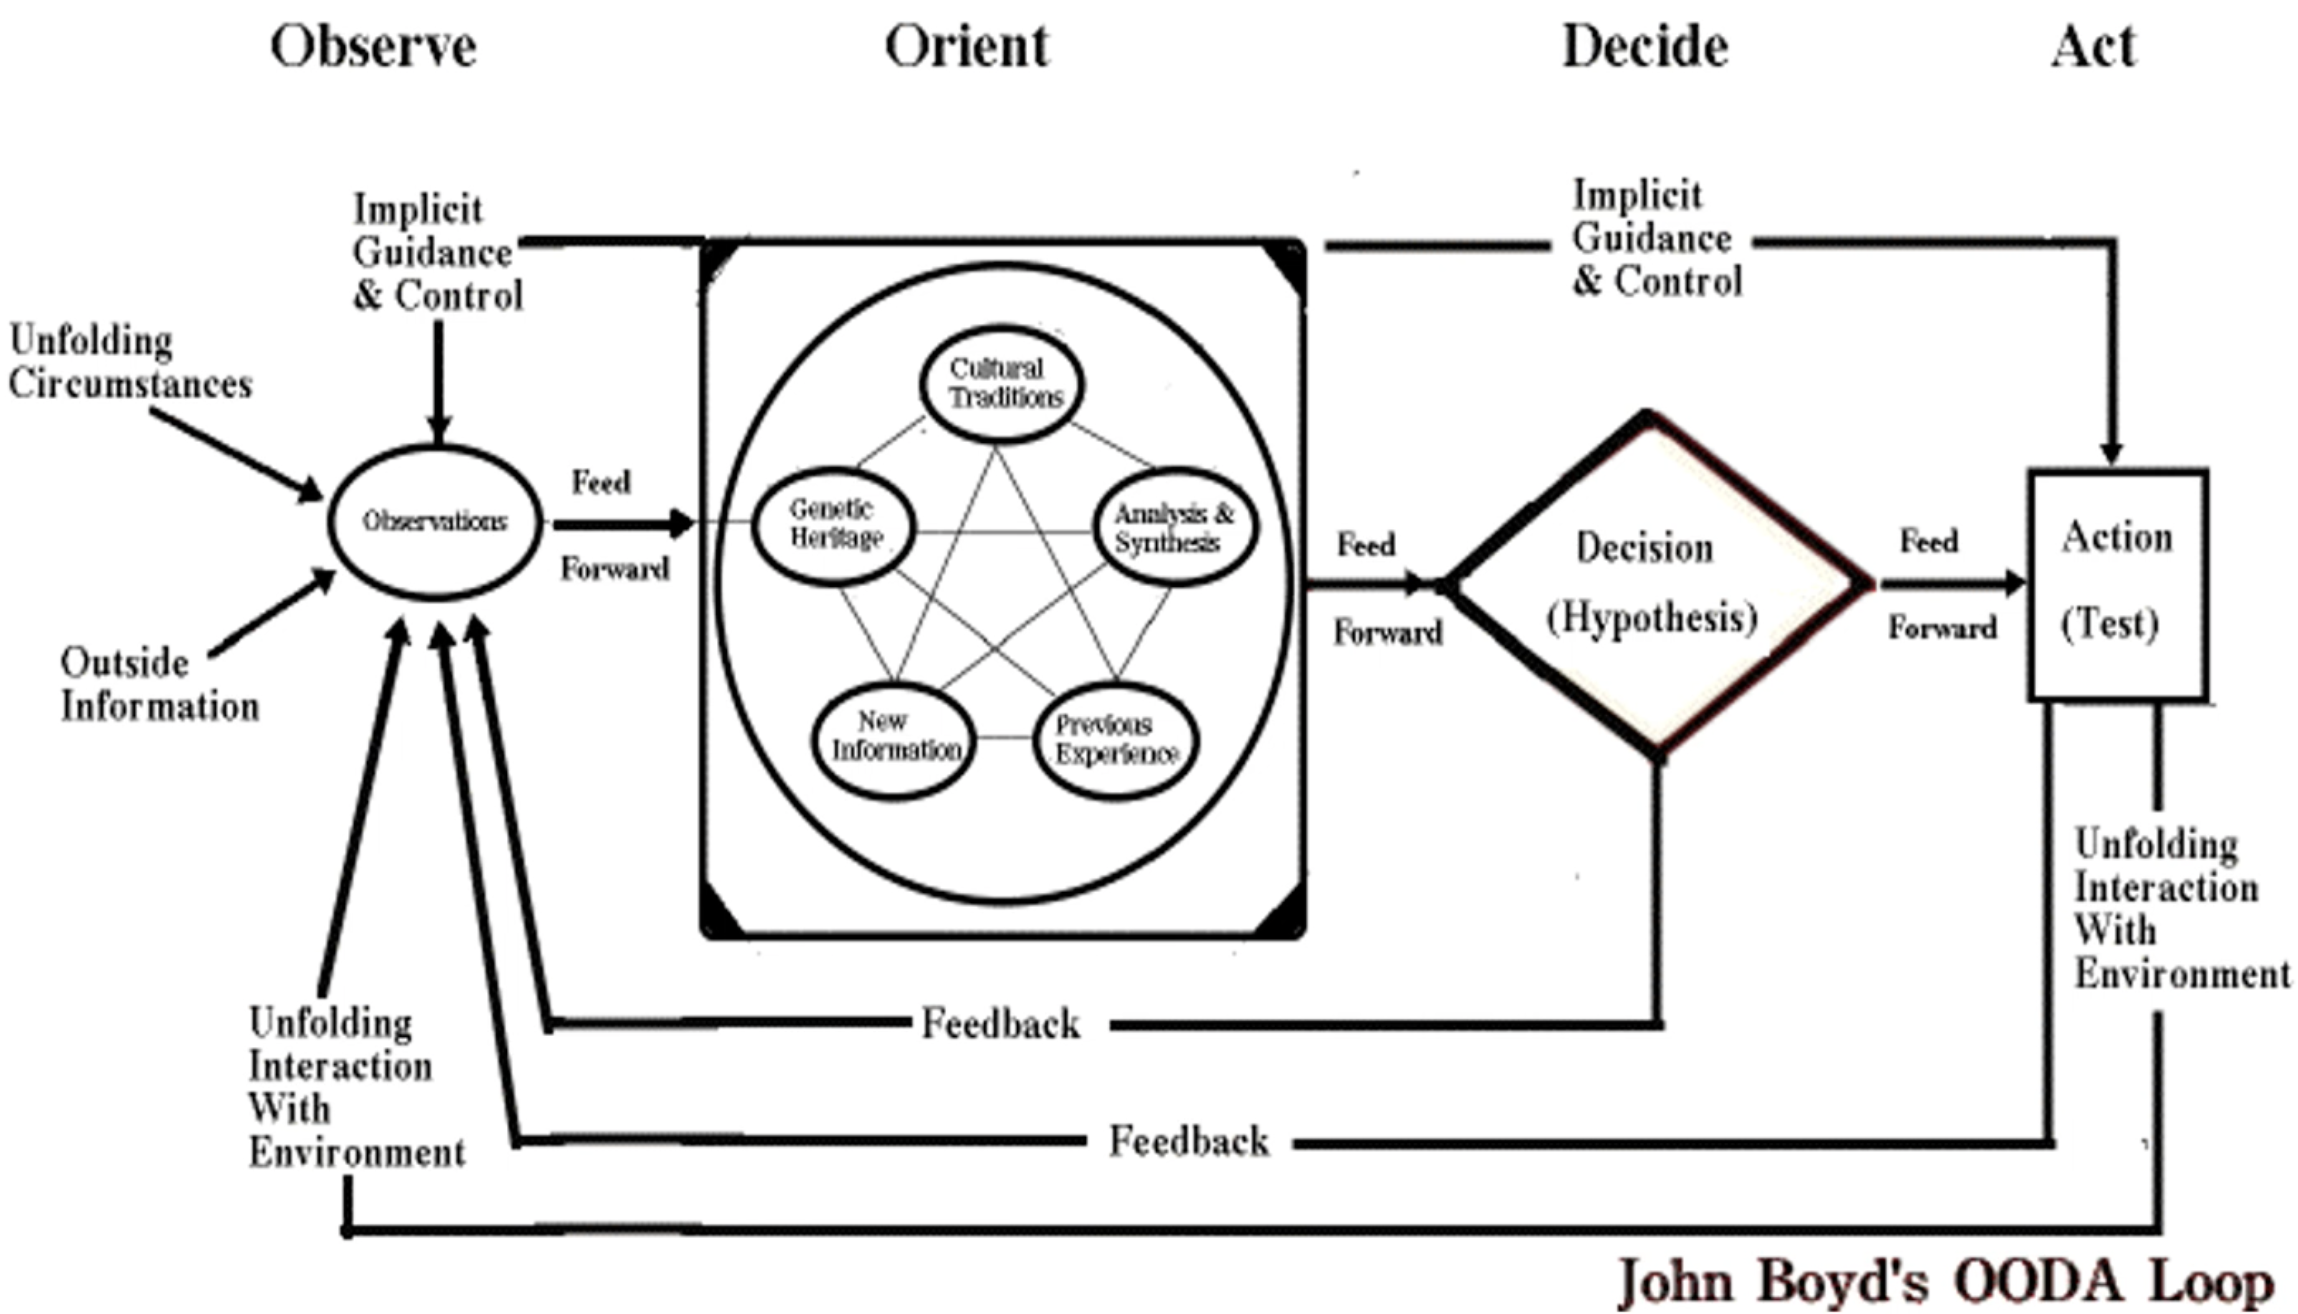 Observe
Orient
Decide
Act
Implicit
Guidance
& Control
Implicit
Guidance
& Control
Unfolding
Circumstances
Observations
Outside
Information
Feed
Forward
Cultural
Traditions
Genetic
Heritage
Analysis &
Synthesis
New
Information
Previous
Experience
Feed
Forward
Decision
(Hypothesis)
Feed
Forward
Action
(Test)
Unfolding
Interaction
With
Environment
Unfolding
Interaction
With
Environment
Feedback
Feedback
John Boyd's OODA Loop